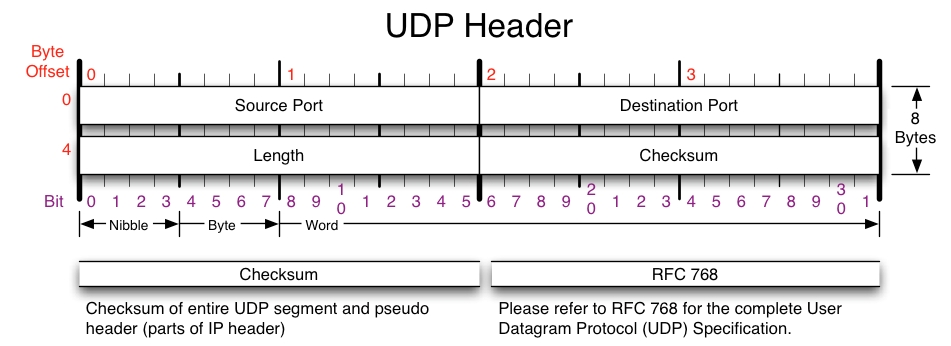 UDP Header
Byte
Offset 0 1 2 3
0 Source Port Destination Port
8
Bytes
4 Length Checksum
Bit 0 1 2 3 4 5 6 7 8 9 10 1 2 3 4 5 6 7 8 9 20 1 2 3 4 5 6 7 8 9 30 1
Nibble Byte Word
Checksum
Checksum of entire UDP segment and pseudo
header (parts of IP header)
RFC 768
Please refer to RFC 768 for the complete User
Datagram Protocol (UDP) Specification.